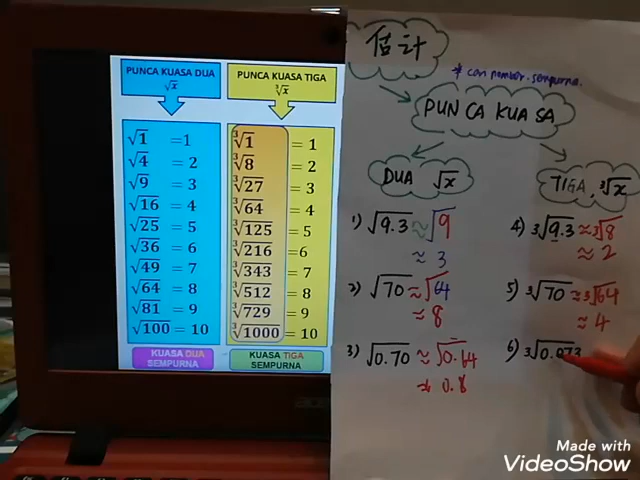 PUNCA KUASA DUA
√x
PUNCA KUASA TIGA
∛x
√1 = 1
√4 = 2
√9 = 3
√16 = 4
√25 = 5
√36 = 6
√49 = 7
√64 = 8
√81 = 9
√100 = 10
∛1 = 1
∛8 = 2
∛27 = 3
∛64 = 4
∛125 = 5
∛216 = 6
∛343 = 7
∛512 = 8
∛729 = 9
∛1000 = 10
KUASA DUA
SEMPURNA
KUASA TIGA
SEMPURNA
估计
* cari nombor sempurna.
PUNCA KUASA
DUA √x
1) √9.3 ≈ √9
≈ 3
2) √70 ≈ √64
≈ 8
3) √0.70 ≈ √0.64
≈ 0.8
TIGA, ∛x
4) ∛9.3 ≈ ∛8
≈ 2
5) ∛70 ≈ ∛64
≈ 4
6)
Made with
VideoShow